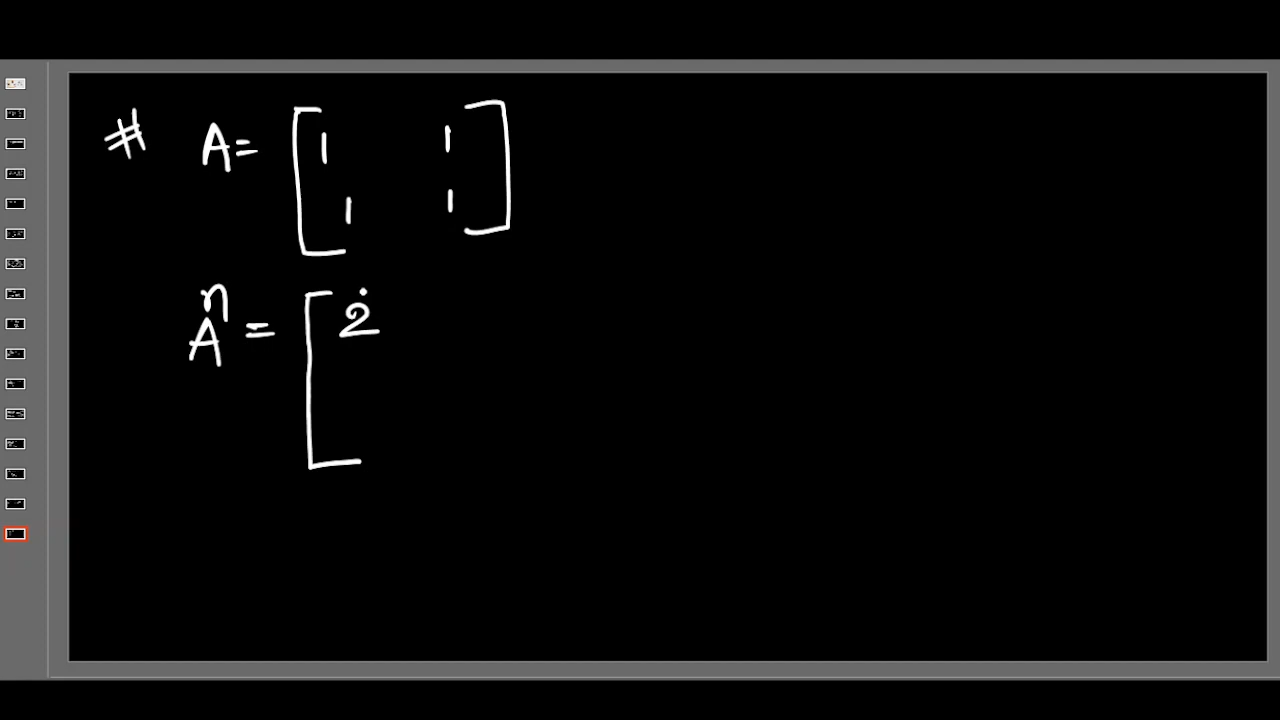 # A = [ 1 1
1 1 ]
Aⁿ = [ 2